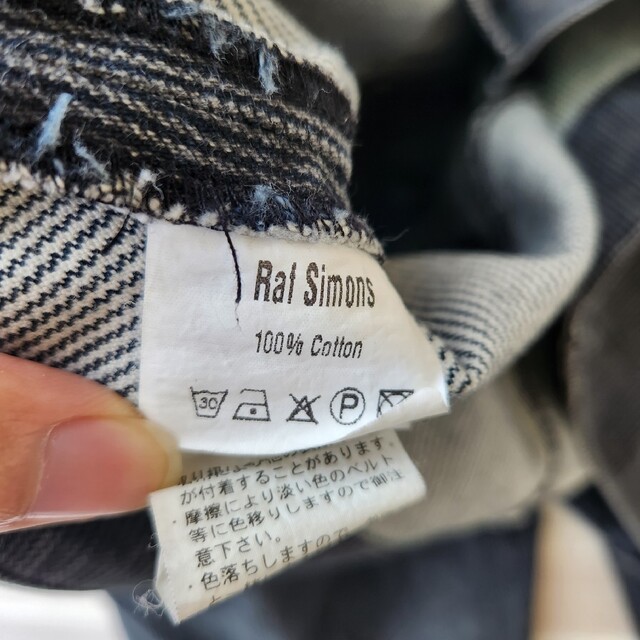 Raf Simons
100% Cotton
30
P
が付着することがあります
・摩擦により淡い色のベルト
等に色移りしますので御注
意下さい。
・色落ちしますので